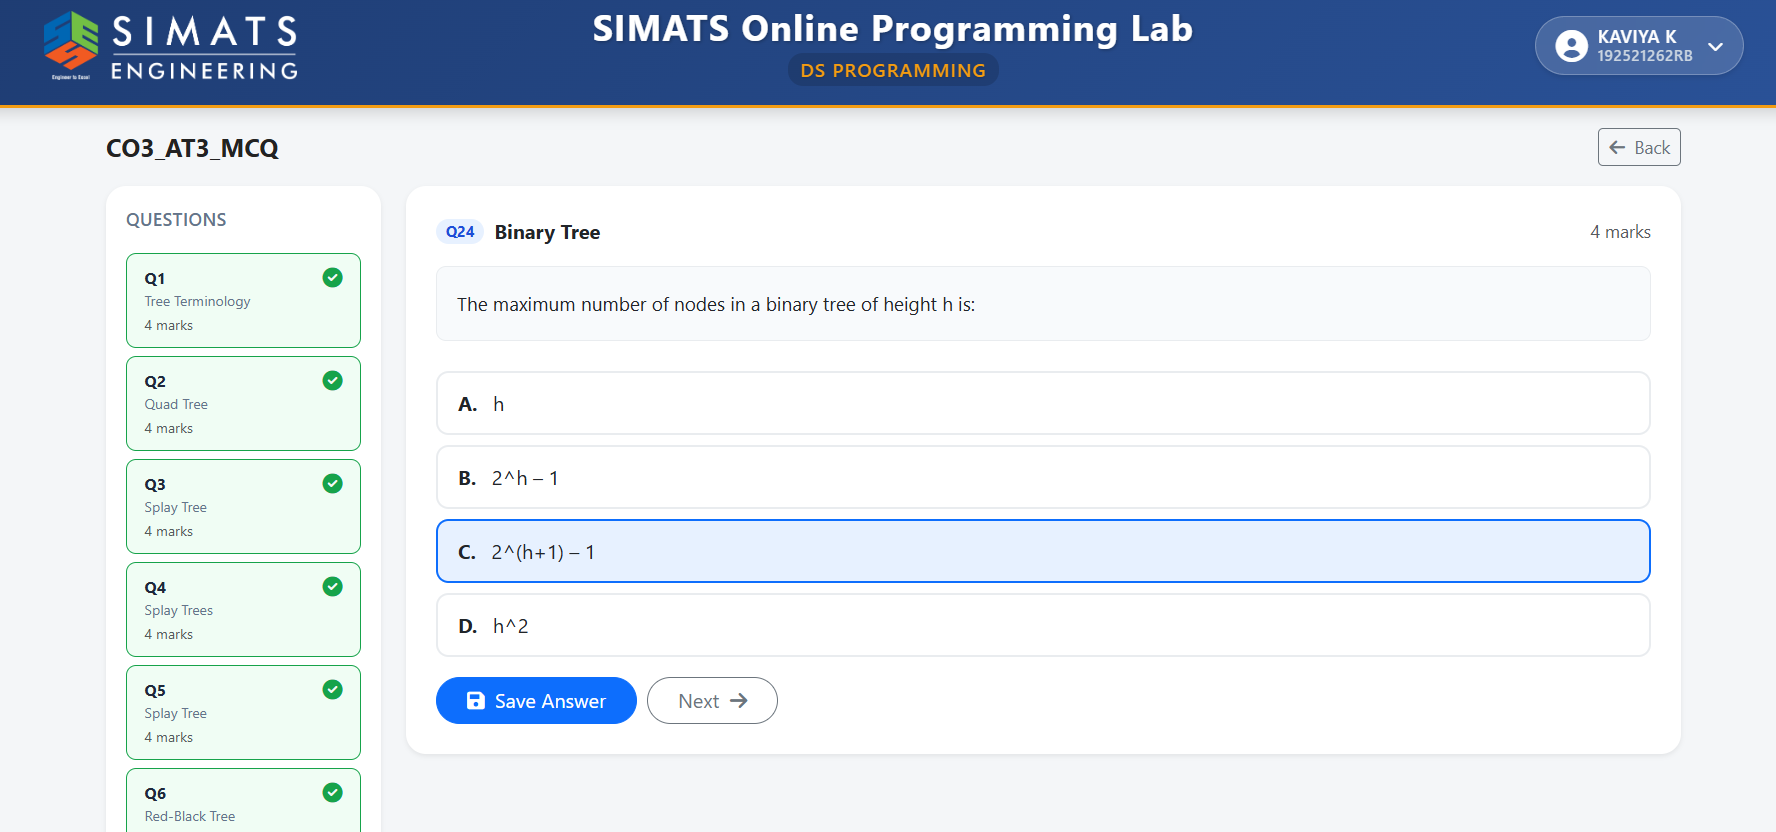 SIMATS
ENGINEERING
Engineer to Excel
SIMATS Online Programming Lab
DS PROGRAMMING
KAVIYA K
192521262RB
CO3_AT3_MCQ
← Back
QUESTIONS
Q1
Tree Terminology
4 marks
Q2
Quad Tree
4 marks
Q3
Splay Tree
4 marks
Q4
Splay Trees
4 marks
Q5
Splay Tree
4 marks
Q6
Red-Black Tree
Q24 Binary Tree
4 marks
The maximum number of nodes in a binary tree of height h is:
A. h
B. 2^h – 1
C. 2^(h+1) – 1
D. h^2
Save Answer
Next →